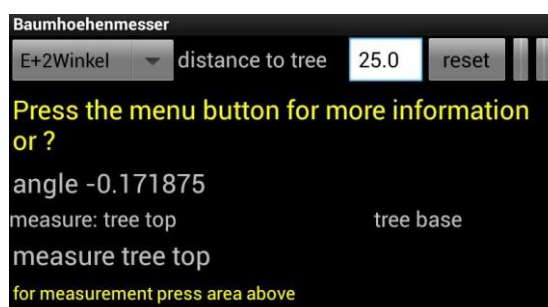 Baumhoehenmesser
E+2Winkel distance to tree 25.0 reset
Press the menu button for more information
or ?
angle -0.171875
measure: tree top tree base
measure tree top
for measurement press area above